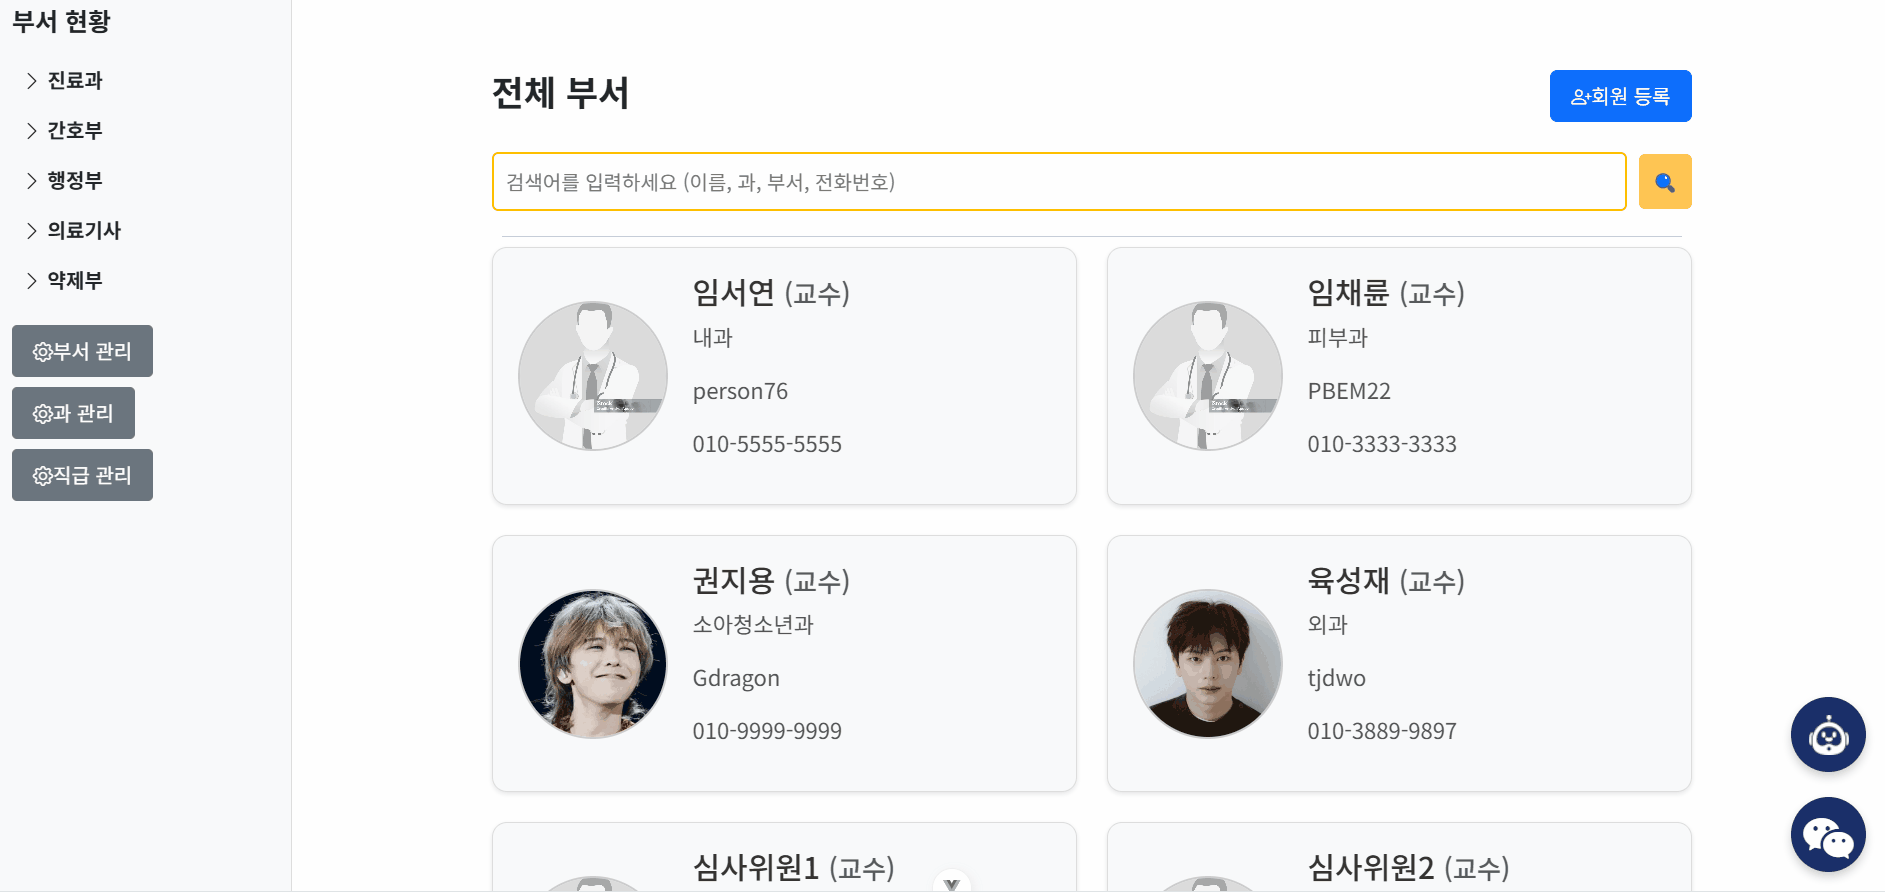 부서 현황
진료과
간호부
행정부
의료기사
약제부
부서 관리
과 관리
직급 관리
전체 부서
회원 등록
검색어를 입력하세요 (이름, 과, 부서, 전화번호)
임서연 (교수)
내과
person76
010-5555-5555
임채륜 (교수)
피부과
PBEM22
010-3333-3333
권지용 (교수)
소아청소년과
Gdragon
010-9999-9999
육성재 (교수)
외과
tjdwo
010-3889-9897
심사위원1 (교수)
심사위원2 (교수)